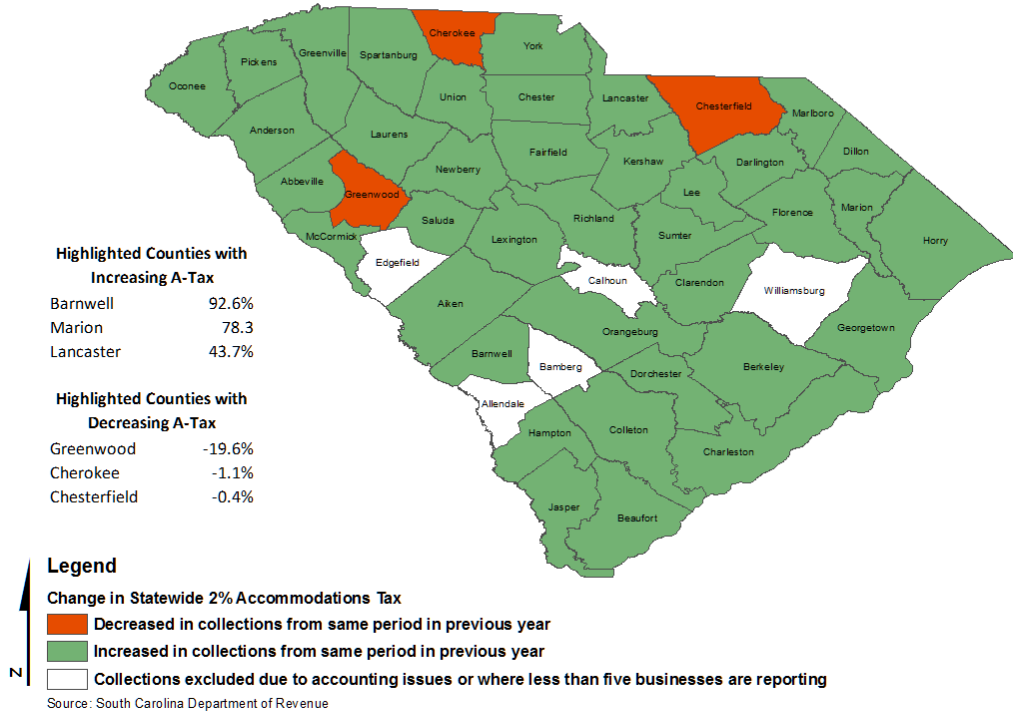 Cherokee
York
Greenville
Spartanburg
Pickens
Oconee
Union
Chester
Lancaster
Chesterfield
Marlboro
Anderson
Laurens
Fairfield
Kershaw
Darlington
Dillon
Newberry
Abbeville
Greenwood
Lee
Florence
Marion
Saluda
Richland
McCormick
Lexington
Sumter
Horry
Edgefield
Calhoun
Clarendon
Williamsburg
Aiken
Orangeburg
Georgetown
Barnwell
Bamberg
Dorchester
Berkeley
Allendale
Hampton
Colleton
Charleston
Jasper
Beaufort
Highlighted Counties with
Increasing A-Tax
Barnwell 92.6%
Marion 78.3
Lancaster 43.7%
Highlighted Counties with
Decreasing A-Tax
Greenwood -19.6%
Cherokee -1.1%
Chesterfield -0.4%
Legend
Change in Statewide 2% Accommodations Tax
Decreased in collections from same period in previous year
Increased in collections from same period in previous year
Z
Collections excluded due to accounting issues or where less than five businesses are reporting
Source: South Carolina Department of Revenue